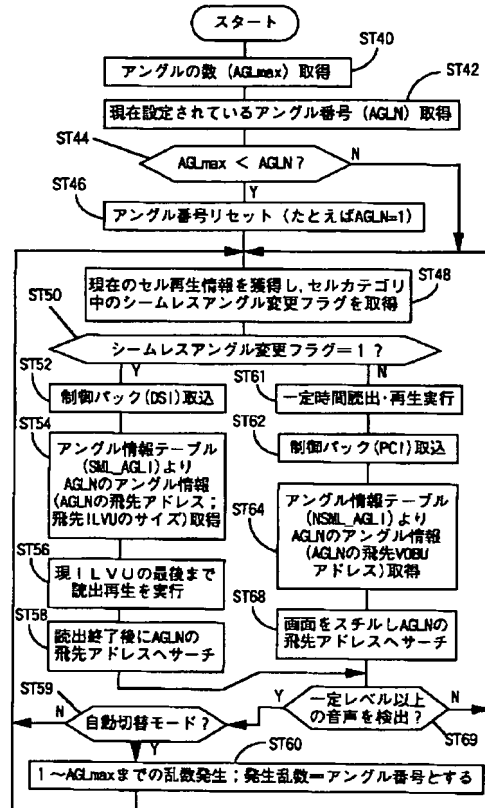 スタート
ST40
アングルの数 (AGLmax) 取得
ST42
現在設定されているアングル番号 (AGLN) 取得
ST44
AGLmax < AGLN?
N
Y
ST46
アングル番号リセット (たとえばAGLN=1)
現在のセル再生情報を獲得し,セルカテゴリ
中のシームレスアングル変更フラグを取得
ST48
ST50
シームレスアングル変更フラグ=1?
ST52
Y
制御パック(DSI)取込
ST54
アングル情報テーブル
(SML_AGLI)より
AGLNのアングル情報
(AGLNの飛先アドレス;
飛先ILVUのサイズ)取得
ST56
現ILVUの最後まで
読出再生を実行
ST58
読出終了後にAGLNの
飛先アドレスへサーチ
ST61
N
一定時間読出・再生実行
ST62
制御パック(PCI)取込
アングル情報テーブル
(NSML_AGLI)より
AGLNのアングル情報
(AGLNの飛先VOBU
アドレス)取得
ST64
ST68
画面をスチルしAGLNの
飛先アドレスへサーチ
一定レベル以上
の音声を検出?
Y
N
ST69
ST59
N
自動切替モード?
Y
ST60
1~AGLmaxまでの乱数発生;発生乱数=アングル番号とする